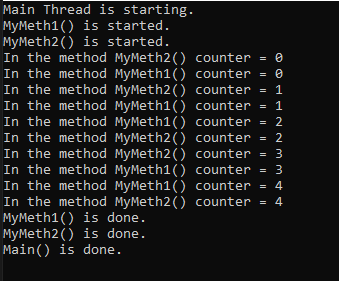 Main Thread is starting.
MyMeth1() is started.
MyMeth2() is started.
In the method MyMeth2() counter = 0
In the method MyMeth1() counter = 0
In the method MyMeth2() counter = 1
In the method MyMeth1() counter = 1
In the method MyMeth1() counter = 2
In the method MyMeth2() counter = 2
In the method MyMeth2() counter = 3
In the method MyMeth1() counter = 3
In the method MyMeth1() counter = 4
In the method MyMeth2() counter = 4
MyMeth1() is done.
MyMeth2() is done.
Main() is done.